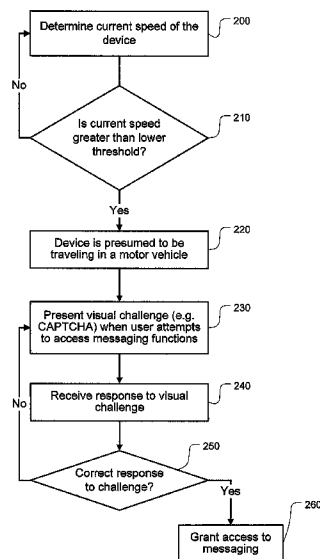 Determine current speed of the
device
200
No
Is current speed
greater than lower
threshold?
210
Yes
Device is presumed to be
traveling in a motor vehicle
220
Present visual challenge (e.g.
CAPTCHA) when user attempts
to access messaging functions
230
Receive response to visual
challenge
240
No
Correct response
to challenge?
250
Yes
Grant access to
messaging
260